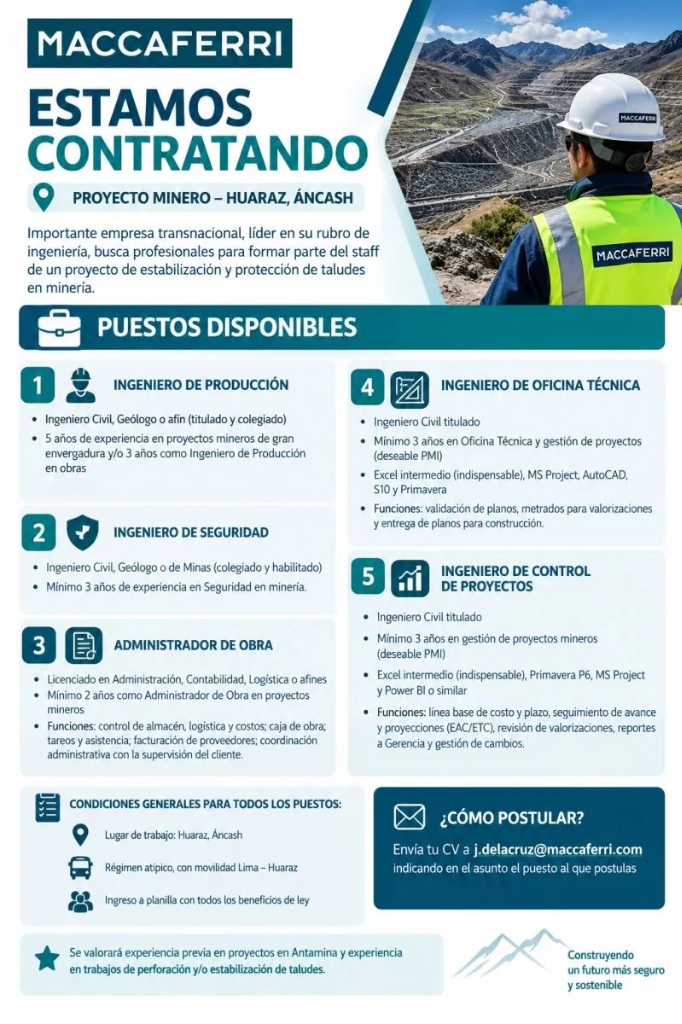 MACCAFERRI
ESTAMOS
CONTRATANDO
PROYECTO MINERO – HUARAZ, ÁNCASH
Importante empresa transnacional, líder en su rubro de
ingeniería, busca profesionales para formar parte del staff
de un proyecto de estabilización y protección de taludes
en minería.
MACCAFERRI
MACCAFERRI
PUESTOS DISPONIBLES
1
INGENIERO DE PRODUCCIÓN
• Ingeniero Civil, Geólogo o afín (titulado y colegiado)
• 5 años de experiencia en proyectos mineros de gran
envergadura y/o 3 años como Ingeniero de Producción
en obras
2
INGENIERO DE SEGURIDAD
• Ingeniero Civil, Geólogo o de Minas (colegiado y habilitado)
• Mínimo 3 años de experiencia en Seguridad en minería.
3
ADMINISTRADOR DE OBRA
• Licenciado en Administración, Contabilidad, Logística o afines
• Mínimo 2 años como Administrador de Obra en proyectos
mineros
• Funciones: control de almacén, logística y costos; caja de obra;
tareos y asistencia; facturación de proveedores; coordinación
administrativa con la supervisión del cliente.
4
INGENIERO DE OFICINA TÉCNICA
• Ingeniero Civil titulado
• Mínimo 3 años en Oficina Técnica y gestión de proyectos
(deseable PMI)
• Excel intermedio (indispensable), MS Project, AutoCAD,
S10 y Primavera
• Funciones: validación de planos, metrados para valorizaciones
y entrega de planos para construcción.
5
INGENIERO DE CONTROL
DE PROYECTOS
• Ingeniero Civil titulado
• Mínimo 3 años en gestión de proyectos mineros
(deseable PMI)
• Excel intermedio (indispensable), Primavera P6, MS Project
y Power BI o similar
• Funciones: línea base de costo y plazo, seguimiento de avance
y proyecciones (EAC/ETC), revisión de valorizaciones, reportes
a Gerencia y gestión de cambios.
CONDICIONES GENERALES PARA TODOS LOS PUESTOS:
Lugar de trabajo: Huaraz, Áncash
Régimen atípico, con movilidad Lima – Huaraz
Ingreso a planilla con todos los beneficios de ley
¿CÓMO POSTULAR?
Envía tu CV a j.delacruz@maccaferri.com
indicando en el asunto el puesto al que postulas
Se valorará experiencia previa en proyectos en Antamina y experiencia
en trabajos de perforación y/o estabilización de taludes.
Construyendo
un futuro más seguro
y sostenible